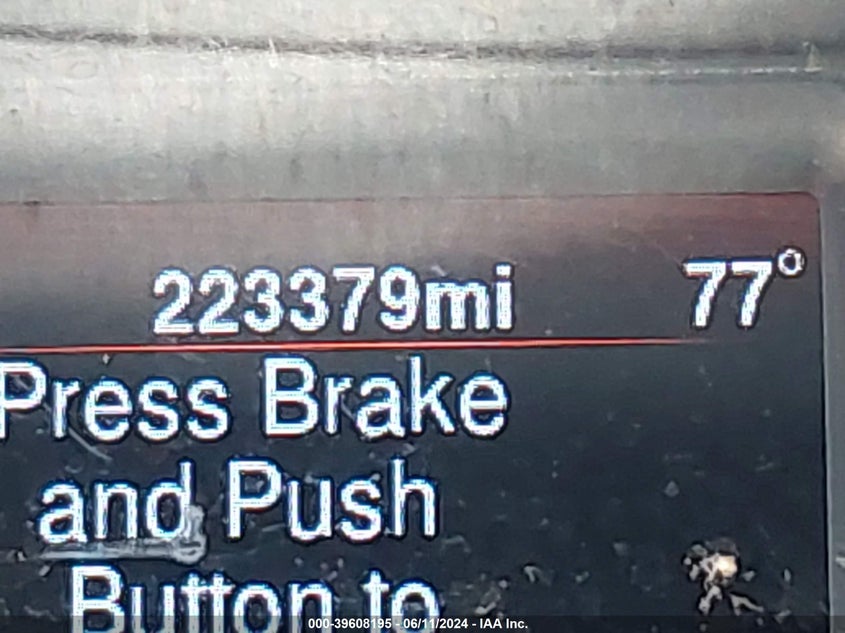 223379mi 77°
Press Brake
and Push
Button to
000-39608195 - 06/11/2024 - IAA Inc.